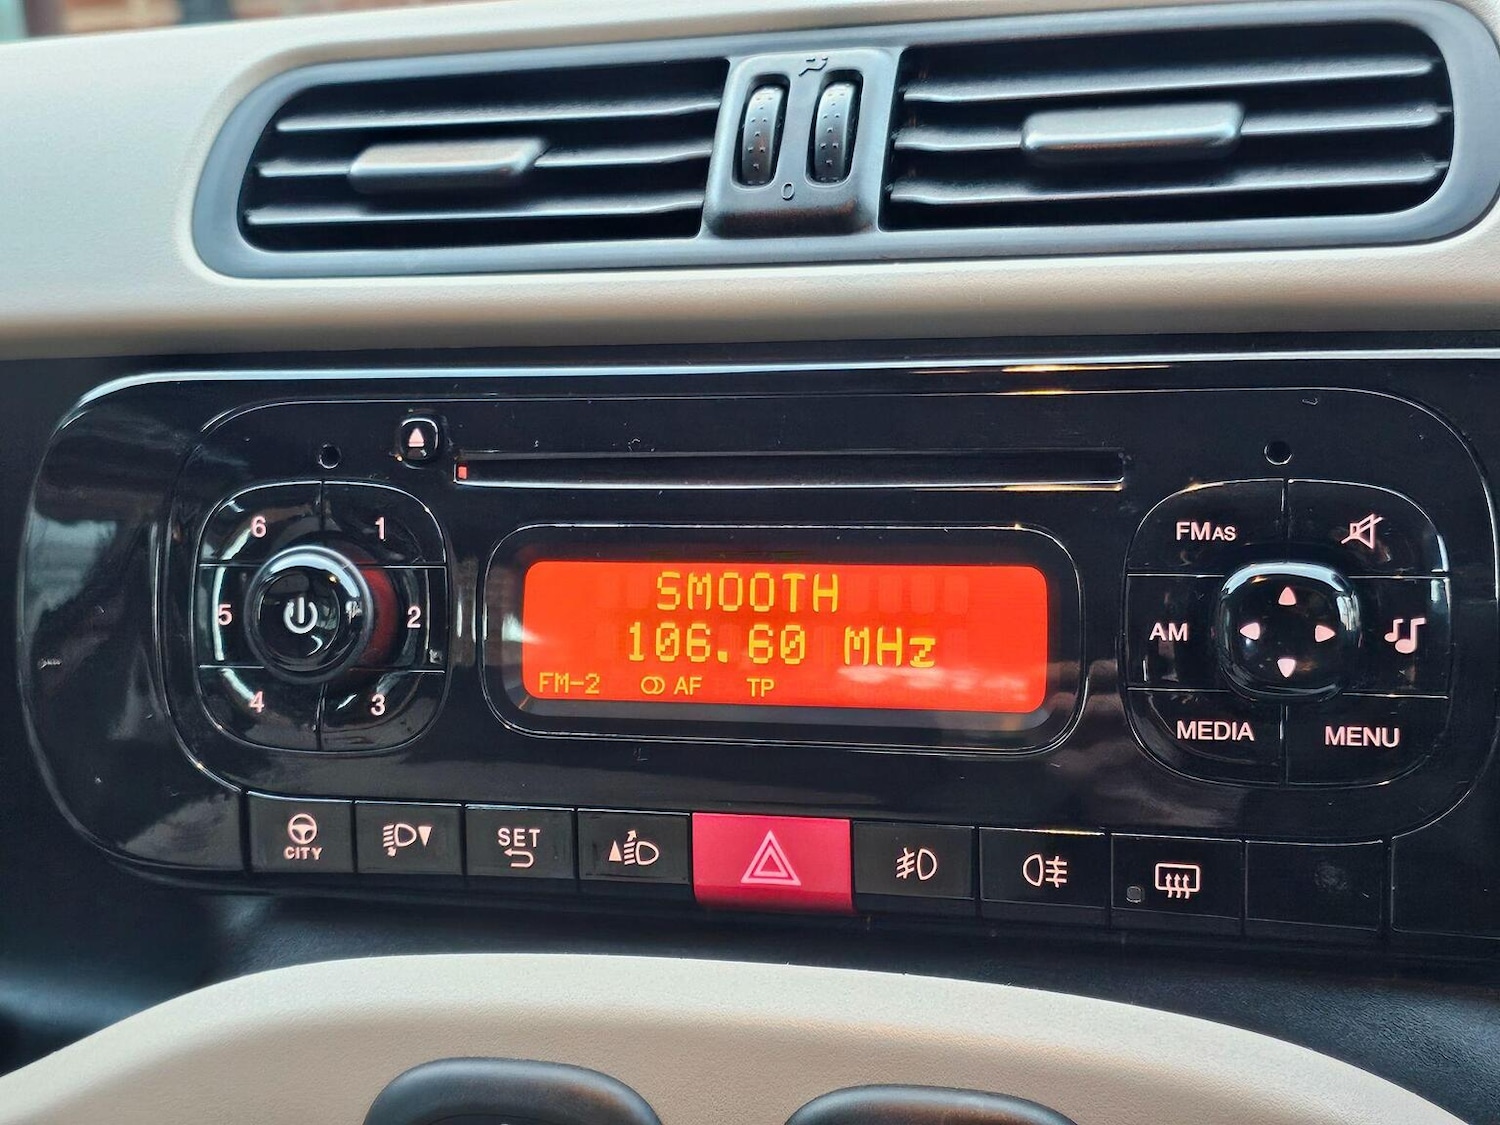 0
6
1
5
2
4
3
SMOOTH
106.60 MHz
FM-2 AF TP
FMAS
AM
MEDIA
MENU
CITY
SET